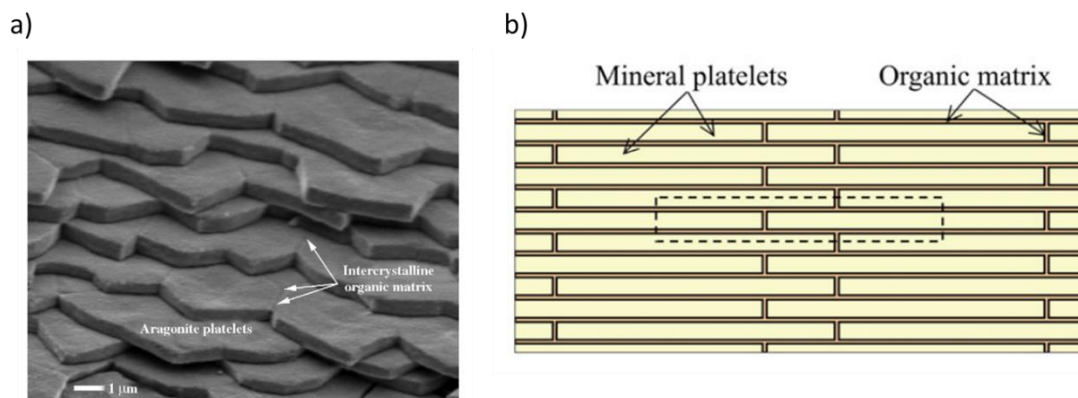 a)
b)
Mineral platelets
Organic matrix
Intercrystalline
organic matrix
Aragonite platelets
1 μm